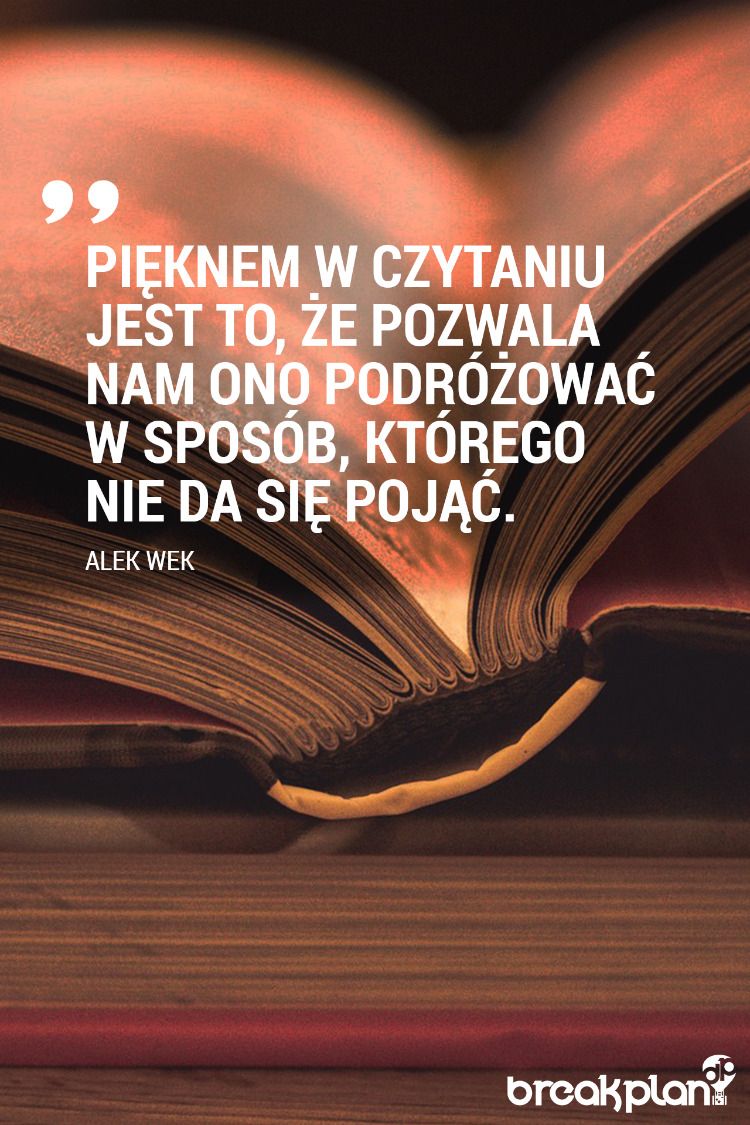 ”
PIĘKNEM W CZYTANIU
JEST TO, ŻE POZWALA
NAM ONO PODRÓŻOWAĆ
W SPOSÓB, KTÓREGO
NIE DA SIĘ POJĄĆ.
ALEK WEK
breakplan